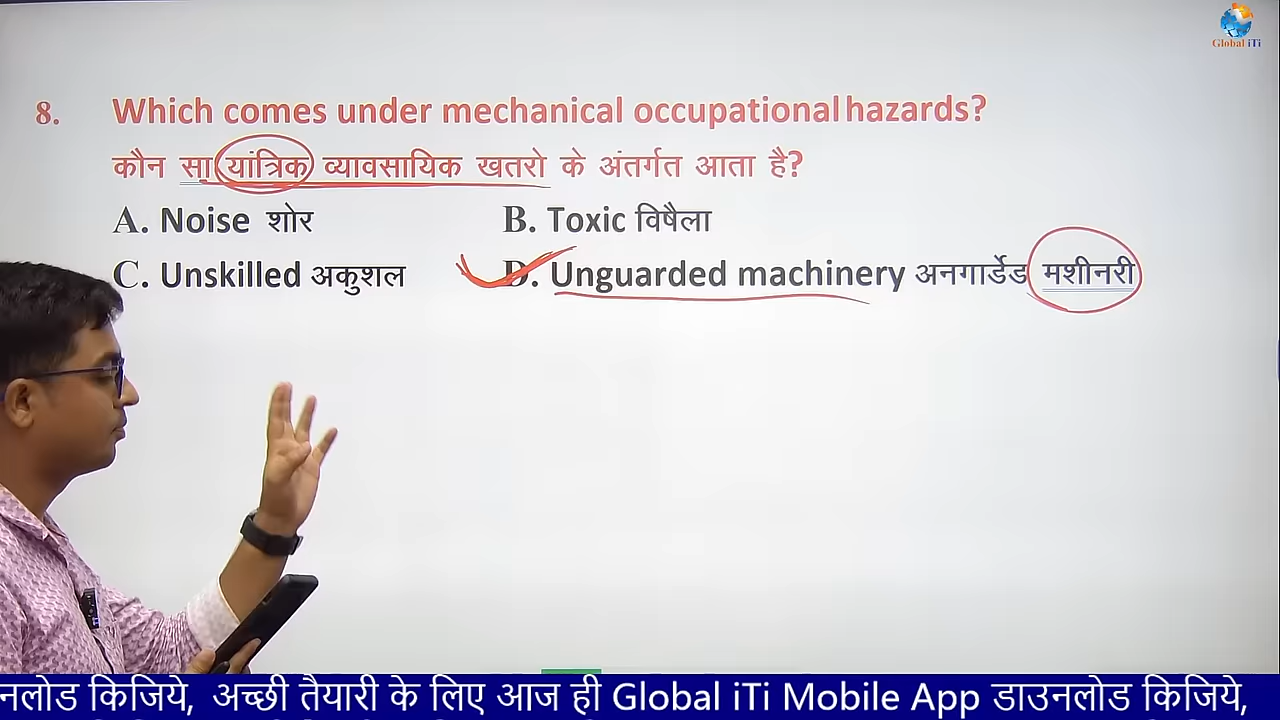 Global iTi
8. Which comes under mechanical occupational hazards?
कौन सा यांत्रिक व्यावसायिक खतरो के अंतर्गत आता है?
A. Noise शोर B. Toxic विषैला
C. Unskilled अकुशल D. Unguarded machinery अनगार्डेड मशीनरी
नलोड किजिये, अच्छी तैयारी के लिए आज ही Global iTi Mobile App डाउनलोड किजिये,